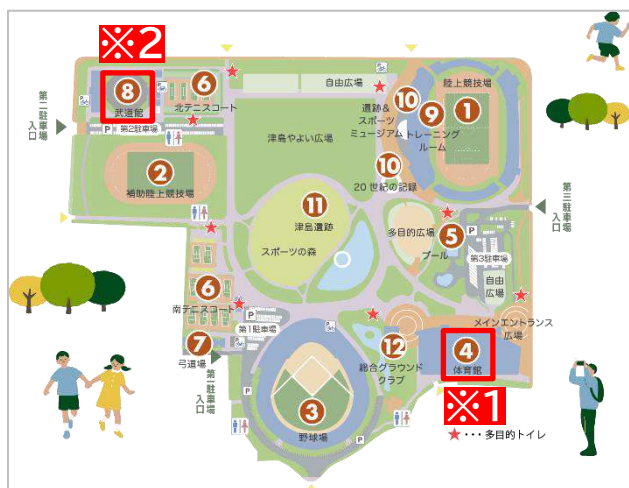 ※2
8
武道館
6
北テニスコート
自由広場
陸上競技場
第二駐車場
入口
P
第2駐車場
遺跡&
スポーツ
ミュージアム
10
9
トレーニング
ルーム
1
津島やよい広場
2
補助陸上競技場
10
20世紀の記録
11
津島遺跡
スポーツの森
多目的広場
5
プール
第三駐車場
入口
P
第3駐車場
自由
広場
6
南テニスコート
P
第1駐車場
7
弓道場
第一駐車場
入口
メインエントランス
広場
12
総合グラウンド
クラブ
4
体育館
※1
3
野球場
P
P
P
★・・・多目的トイレ